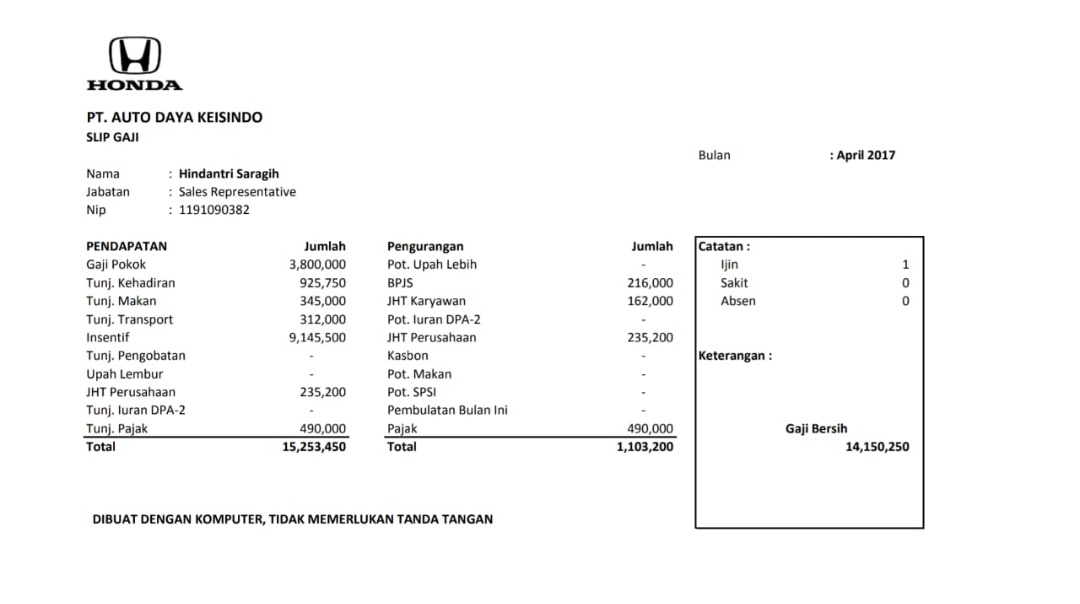 HONDA
PT. AUTO DAYA KEISINDO
SLIP GAJI
Bulan : April 2017
Nama : Hindantri Saragih
Jabatan : Sales Representative
Nip : 1191090382
PENDAPATAN Jumlah Pengurangan Jumlah Catatan :
Gaji Pokok 3,800,000 Pot. Upah Lebih - Ijin 1
Tunj. Kehadiran 925,750 BPJS 216,000 Sakit 0
Tunj. Makan 345,000 JHT Karyawan 162,000 Absen 0
Tunj. Transport 312,000 Pot. Iuran DPA-2 -
Insentif 9,145,500 JHT Perusahaan 235,200
Tunj. Pengobatan - Kasbon - Keterangan :
Upah Lembur - Pot. Makan -
JHT Perusahaan 235,200 Pot. SPSI -
Tunj. Iuran DPA-2 - Pembulatan Bulan Ini -
Tunj. Pajak 490,000 Pajak 490,000 Gaji Bersih
Total 15,253,450 Total 1,103,200 14,150,250
DIBUAT DENGAN KOMPUTER, TIDAK MEMERLUKAN TANDA TANGAN